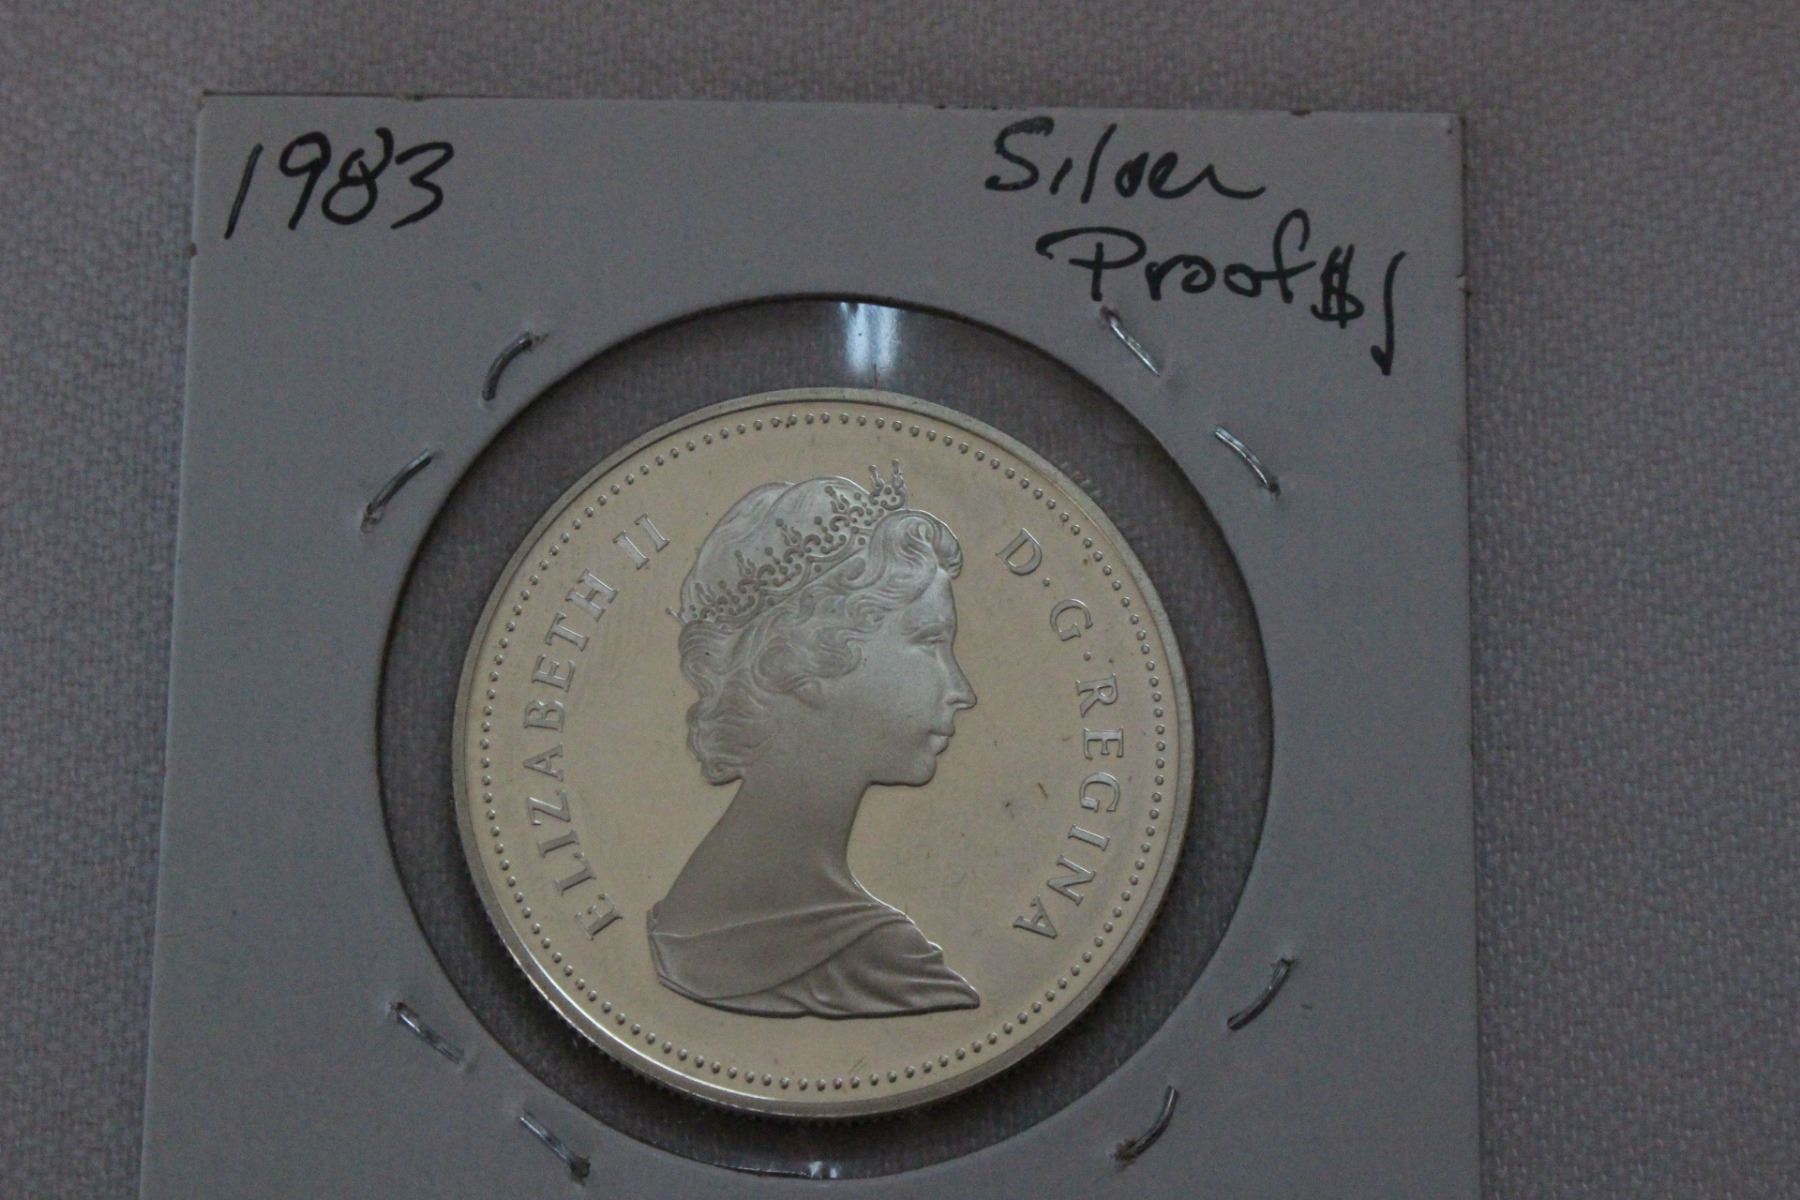 1983
Silver
Proof $1
ELIZABETH II D·G·REGINA